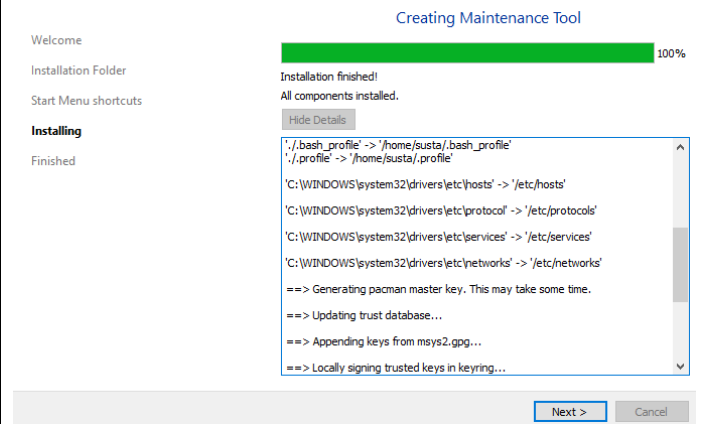 Creating Maintenance Tool
Welcome
Installation Folder
Start Menu shortcuts
Installing
Finished
100%
Installation finished!
All components installed.
Hide Details
'./.bash_profile' -> '/home/susta/.bash_profile'
'./.profile' -> '/home/susta/.profile'
'C:\WINDOWS\system32\drivers\etc\hosts' -> '/etc/hosts'
'C:\WINDOWS\system32\drivers\etc\protocol' -> '/etc/protocols'
'C:\WINDOWS\system32\drivers\etc\services' -> '/etc/services'
'C:\WINDOWS\system32\drivers\etc\networks' -> '/etc/networks'
==> Generating pacman master key. This may take some time.
==> Updating trust database...
==> Appending keys from msys2.gpg...
==> Locally signing trusted keys in keyring...
Next >
Cancel